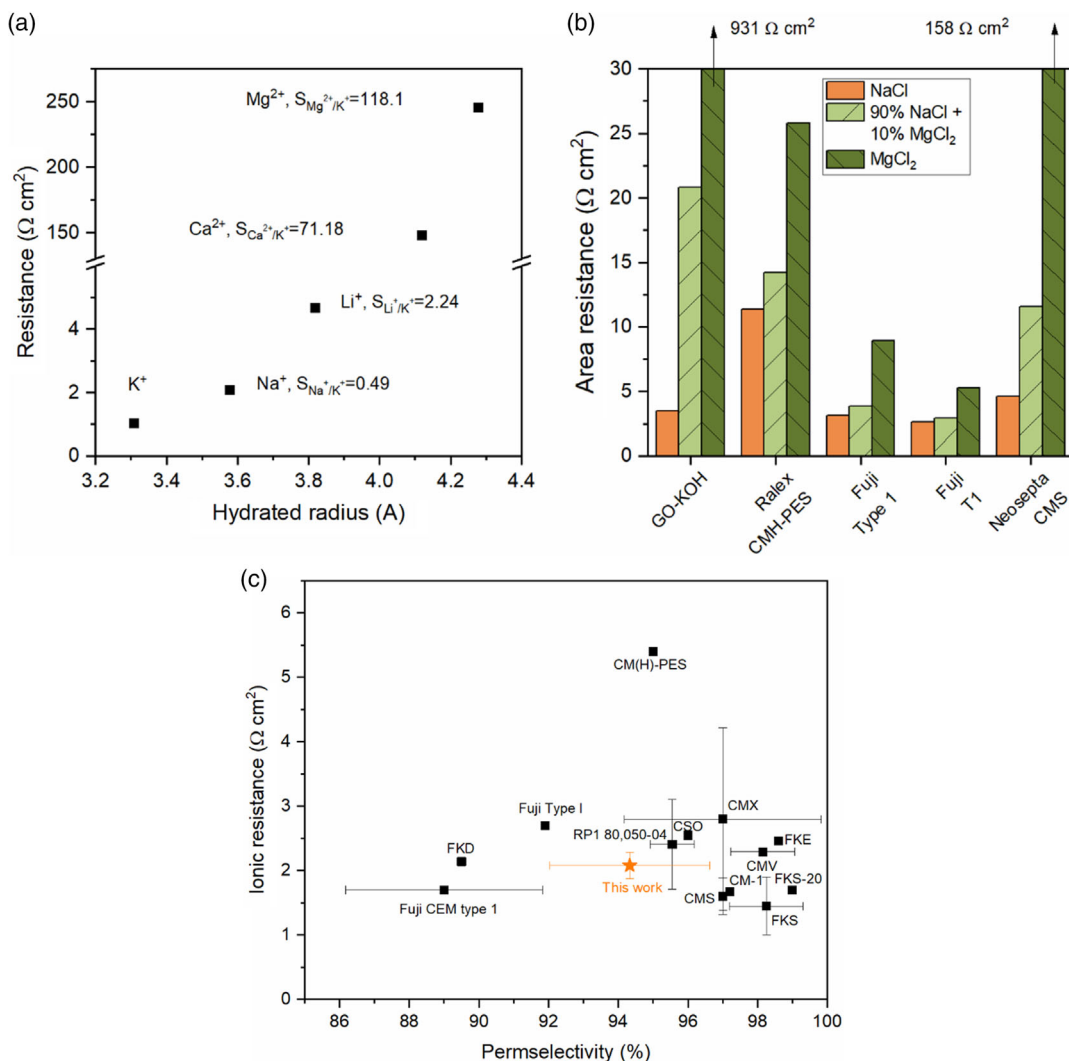 (a)
Resistance (Ω cm²)
250
200
150
4
2
0
Mg²⁺, S_Mg²⁺/K⁺=118.1
Ca²⁺, S_Ca²⁺/K⁺=71.18
Li⁺, S_Li⁺/K⁺=2.24
K⁺
Na⁺, S_Na⁺/K⁺=0.49
3.2 3.4 3.6 3.8 4.0 4.2 4.4
Hydrated radius (A)
(b)
931 Ω cm²
158 Ω cm²
Area resistance (Ω cm²)
30
25
20
15
10
5
0
NaCl
90% NaCl +
10% MgCl₂
MgCl₂
GO-KOH
Ralex
CMH-PES
Fuji
Type 1
Fuji
T1
Neosepta
CMS
(c)
Ionic resistance (Ω cm²)
6
5
4
3
2
1
0
CM(H)-PES
CMX
Fuji Type I
RP1 80,050-04
CSO
FKE
FKD
CMV
This work
CM-1
FKS-20
CMS
Fuji CEM type 1
FKS
86 88 90 92 94 96 98 100
Permselectivity (%)